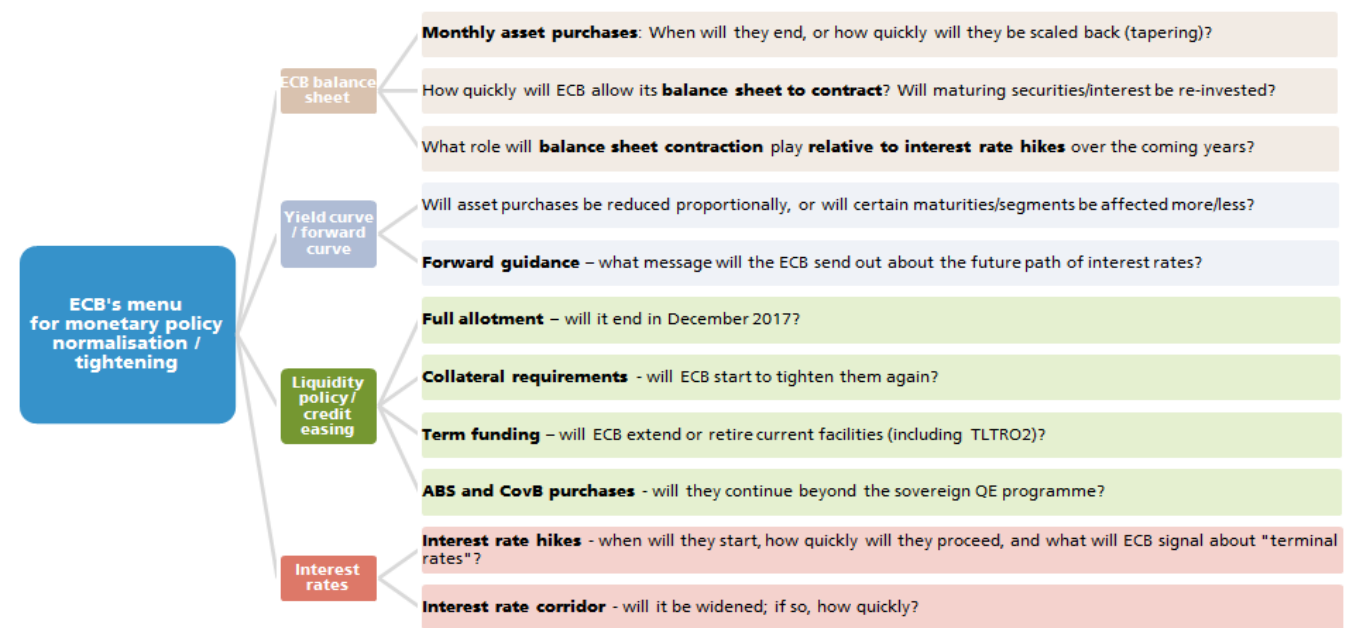 Monthly asset purchases: When will they end, or how quickly will they be scaled back (tapering)?
ECB balance
sheet
How quickly will ECB allow its balance sheet to contract? Will maturing securities/interest be re-invested?
What role will balance sheet contraction play relative to interest rate hikes over the coming years?
Yield curve
/ forward
curve
Will asset purchases be reduced proportionally, or will certain maturities/segments be affected more/less?
Forward guidance – what message will the ECB send out about the future path of interest rates?
ECB's menu
for monetary policy
normalisation /
tightening
Full allotment – will it end in December 2017?
Liquidity
policy/
credit
easing
Collateral requirements - will ECB start to tighten them again?
Term funding – will ECB extend or retire current facilities (including TLTRO2)?
ABS and CovB purchases - will they continue beyond the sovereign QE programme?
Interest
rates
Interest rate hikes - when will they start, how quickly will they proceed, and what will ECB signal about "terminal
rates"?
Interest rate corridor - will it be widened; if so, how quickly?